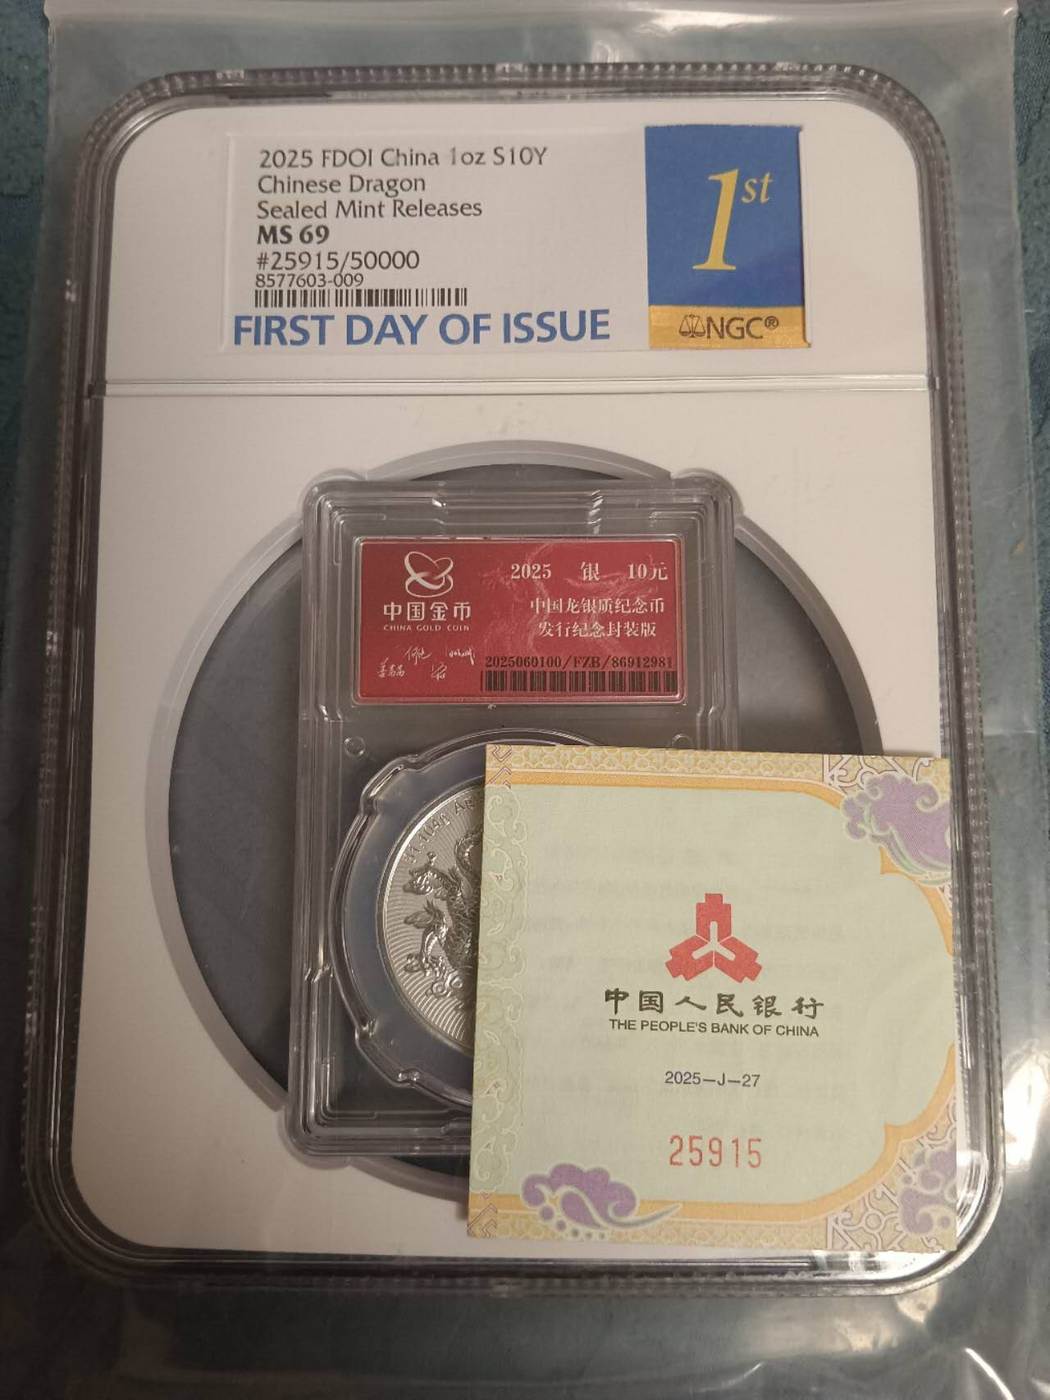 2025 FDOI China 1oz S10Y
Chinese Dragon
Sealed Mint Releases
MS 69
#25915/50000
8577603-009
FIRST DAY OF ISSUE
1st
NGC®
中国金币
CHINA GOLD COIN
2025 银 10元
中国龙银质纪念币
发行纪念封装版
2025060100/FZB/86912981
中国人民银行
THE PEOPLE'S BANK OF CHINA
2025—J—27
25915